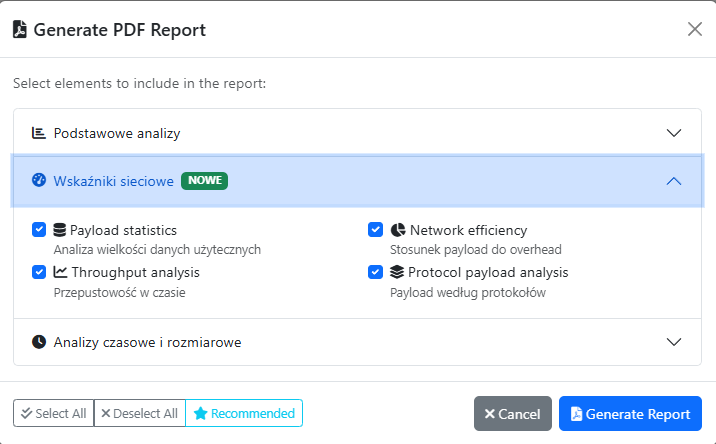 Generate PDF Report
Select elements to include in the report:
Podstawowe analizy
Wskaźniki sieciowe NOWE
Payload statistics
Analiza wielkości danych użytecznych
Network efficiency
Stosunek payload do overhead
Throughput analysis
Przepustowość w czasie
Protocol payload analysis
Payload według protokołów
Analizy czasowe i rozmiarowe
Select All Deselect All Recommended Cancel Generate Report